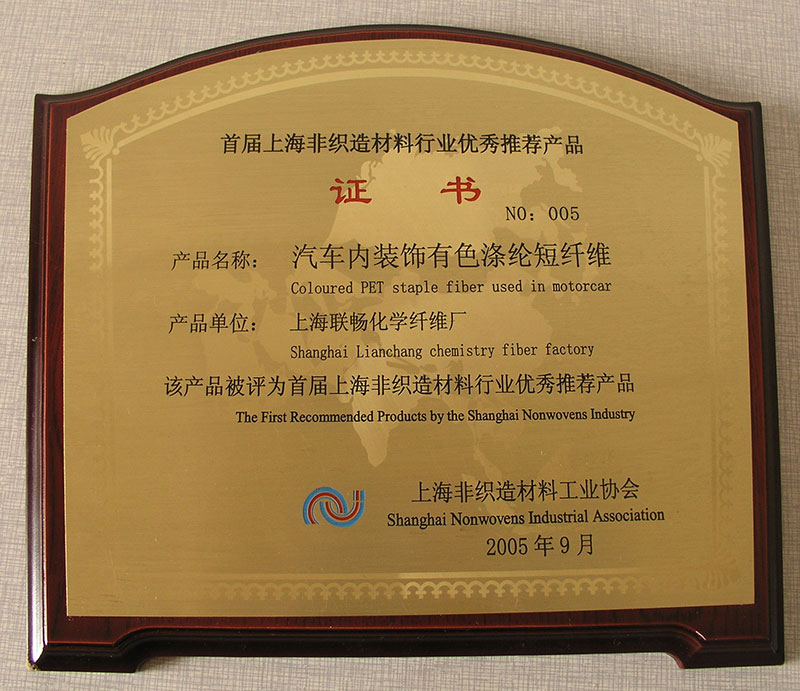 首届上海非织造材料行业优秀推荐产品
证 书
NO: 005
产品名称: 汽车内装饰有色涤纶短纤维
Coloured PET staple fiber used in motorcar
产品单位: 上海联畅化学纤维厂
Shanghai Lianchang chemistry fiber factory
该产品被评为首届上海非织造材料行业优秀推荐产品
The First Recommended Products by the Shanghai Nonwovens Industry
上海非织造材料工业协会
Shanghai Nonwovens Industrial Association
2005年9月